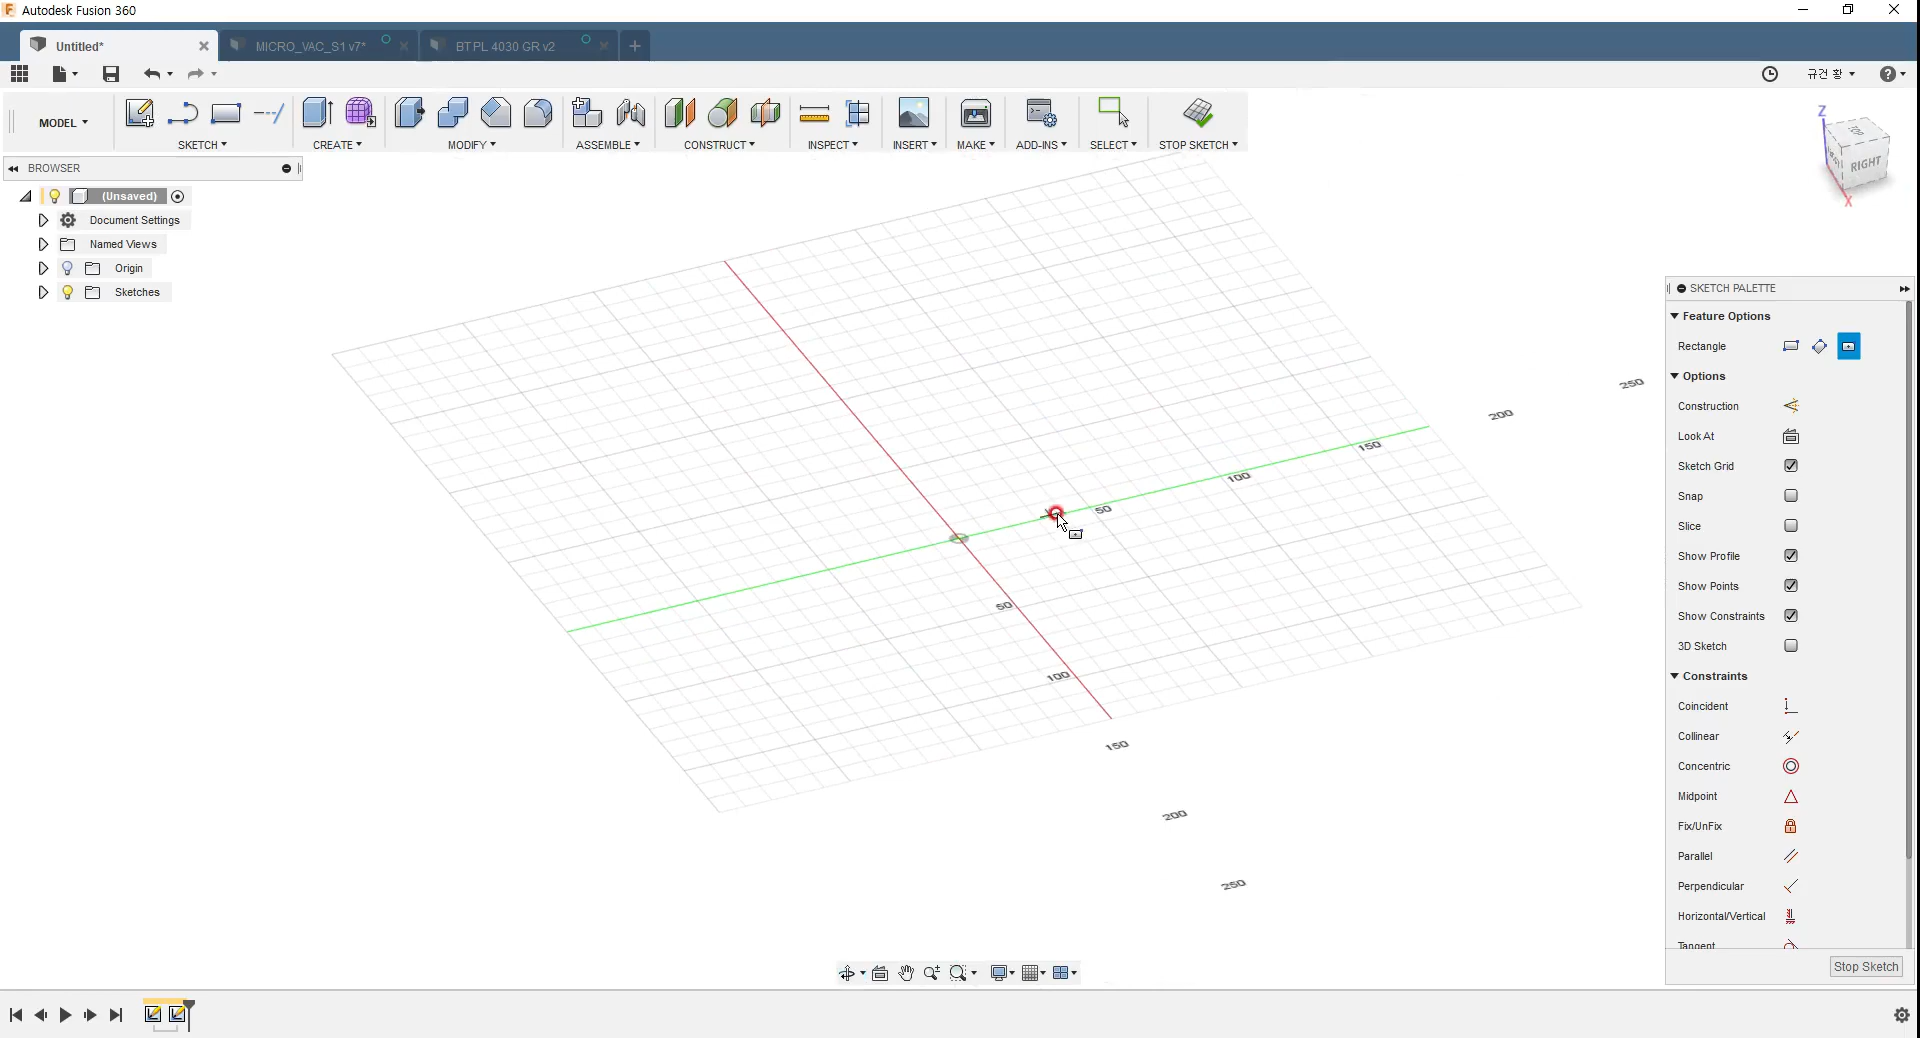 Autodesk Fusion 360
Untitled*
MICRO_VAC_S1 v7*
BT PL 4030 GR v2
규건 황
MODEL
SKETCH
CREATE
MODIFY
ASSEMBLE
CONSTRUCT
INSPECT
INSERT
MAKE
ADD-INS
SELECT
STOP SKETCH
Z
TOP
RIGHT
X
BROWSER
(Unsaved)
Document Settings
Named Views
Origin
Sketches
250
200
150
100
50
50
100
150
200
250
SKETCH PALETTE
Feature Options
Rectangle
Options
Construction
Look At
Sketch Grid
Snap
Slice
Show Profile
Show Points
Show Constraints
3D Sketch
Constraints
Coincident
Collinear
Concentric
Midpoint
Fix/UnFix
Parallel
Perpendicular
Horizontal/Vertical
Tangent
Stop Sketch